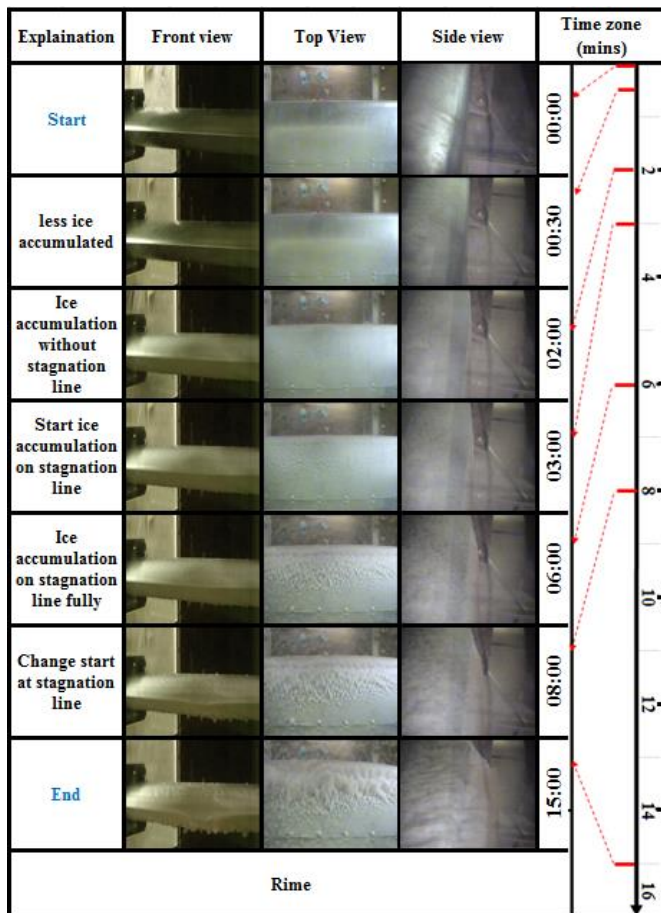 Explaination
Front view
Top View
Side view
Time zone
(mins)
Start
00:00
less ice
accumulated
00:30
Ice
accumulation
without
stagnation
line
02:00
Start ice
accumulation
on stagnation
line
03:00
Ice
accumulation
on stagnation
line fully
06:00
Change start
at stagnation
line
08:00
End
15:00
Rime
2
4
6
8
10
12
14
16